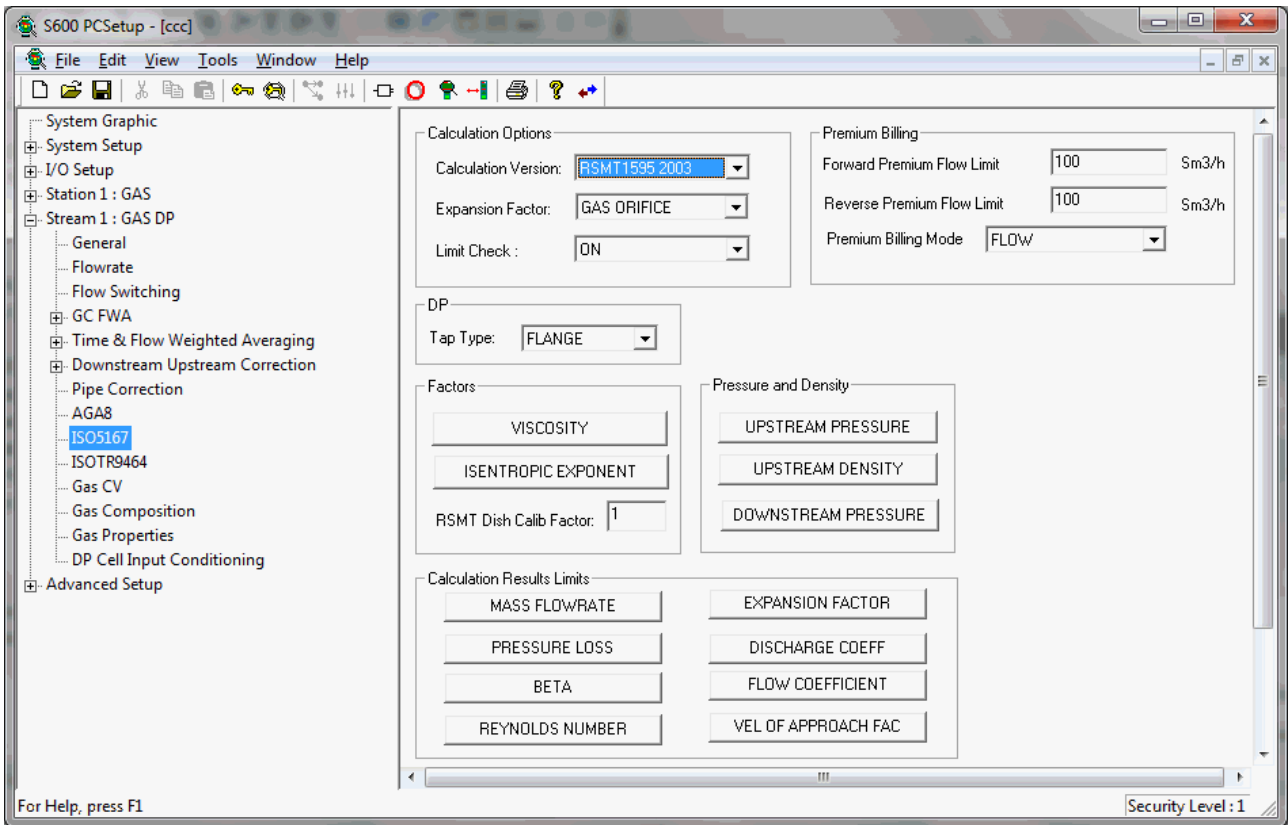 S600 PCSetup - [ccc]
File Edit View Tools Window Help
System Graphic
System Setup
I/O Setup
Station 1 : GAS
Stream 1 : GAS DP
General
Flowrate
Flow Switching
GC FWA
Time & Flow Weighted Averaging
Downstream Upstream Correction
Pipe Correction
AGA8
ISO5167
ISOTR9464
Gas CV
Gas Composition
Gas Properties
DP Cell Input Conditioning
Advanced Setup
Calculation Options
Calculation Version: RSMT1595 2003
Expansion Factor: GAS ORIFICE
Limit Check : ON
Premium Billing
Forward Premium Flow Limit 100 Sm3/h
Reverse Premium Flow Limit 100 Sm3/h
Premium Billing Mode FLOW
DP
Tap Type: FLANGE
Factors
VISCOSITY
ISENTROPIC EXPONENT
RSMT Dish Calib Factor: 1
Pressure and Density
UPSTREAM PRESSURE
UPSTREAM DENSITY
DOWNSTREAM PRESSURE
Calculation Results Limits
MASS FLOWRATE EXPANSION FACTOR
PRESSURE LOSS DISCHARGE COEFF
BETA FLOW COEFFICIENT
REYNOLDS NUMBER VEL OF APPROACH FAC
For Help, press F1 Security Level : 1